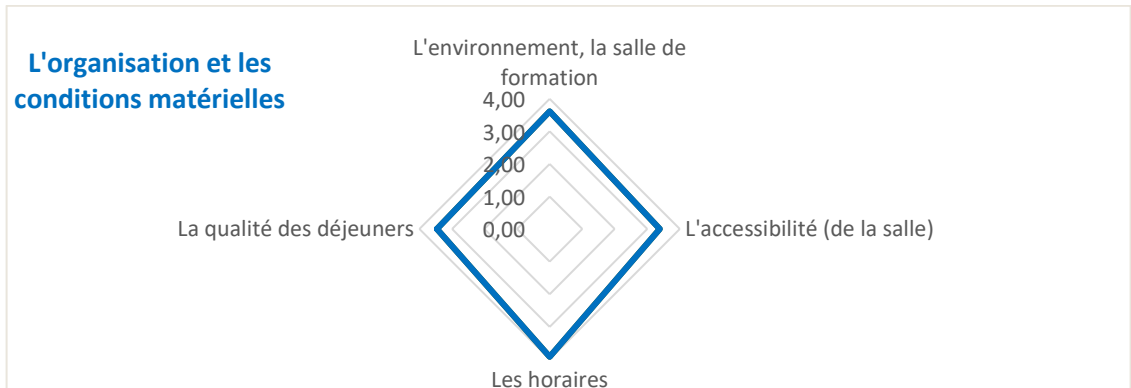 L'organisation et les
conditions matérielles
L'environnement, la salle de
formation
4,00
3,00
2,00
1,00
0,00
La qualité des déjeuners
L'accessibilité (de la salle)
Les horaires